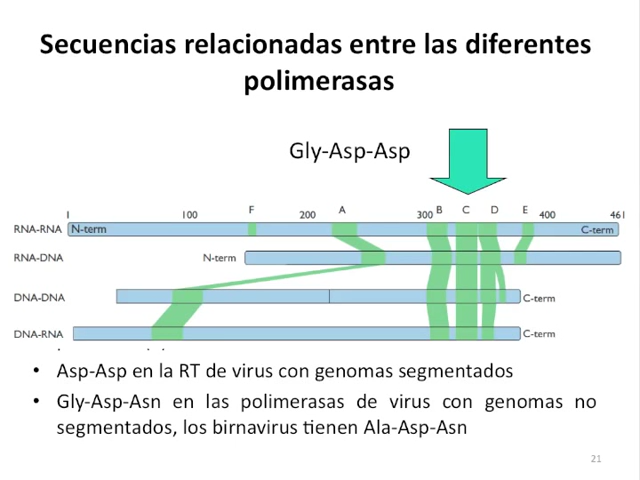 Secuencias relacionadas entre las diferentes
polimerasas
Gly-Asp-Asp
F A B C D E
1 100 200 300 400 461
RNA-RNA N-term C-term
RNA-DNA N-term
DNA-DNA C-term
DNA-RNA C-term
• Asp-Asp en la RT de virus con genomas segmentados
• Gly-Asp-Asn en las polimerasas de virus con genomas no
segmentados, los birnavirus tienen Ala-Asp-Asn
21